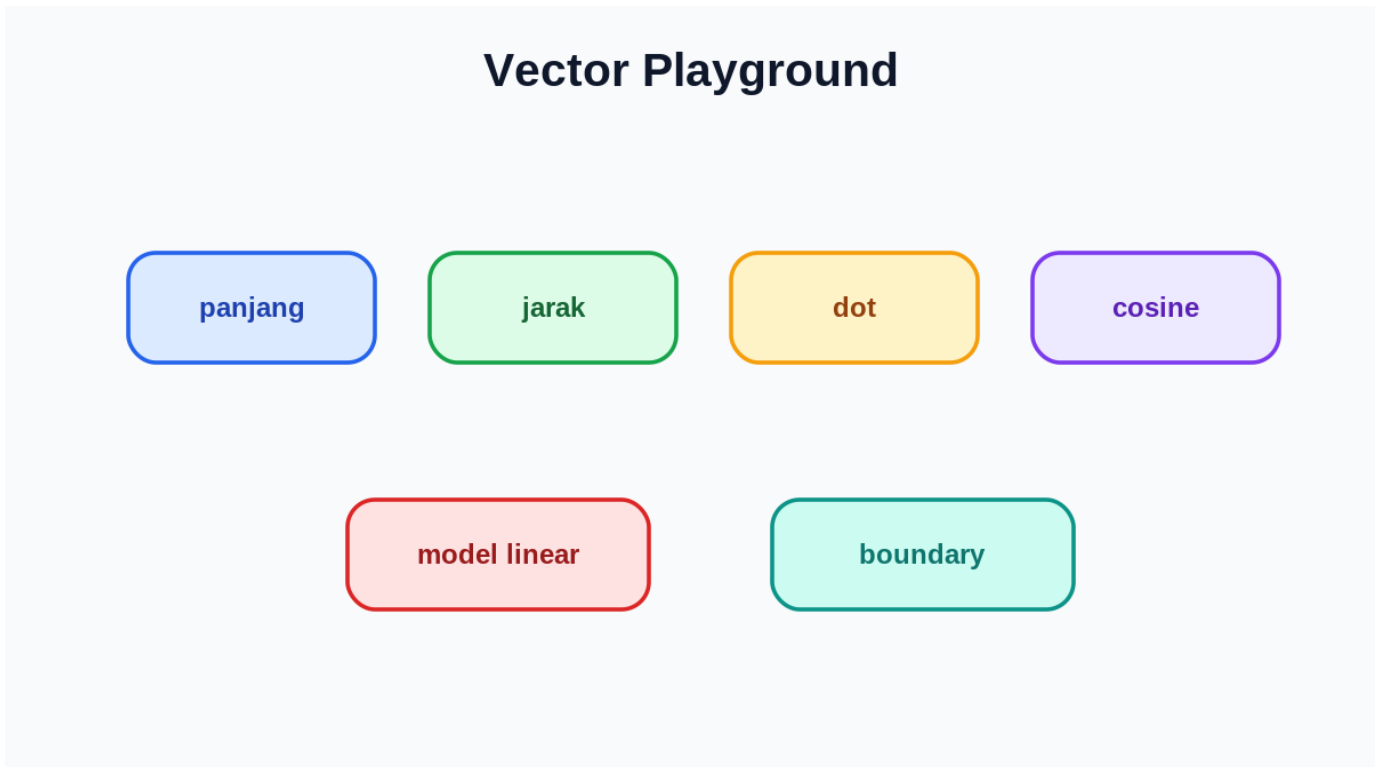 Vector Playground
panjang
jarak
dot
cosine
model linear
boundary